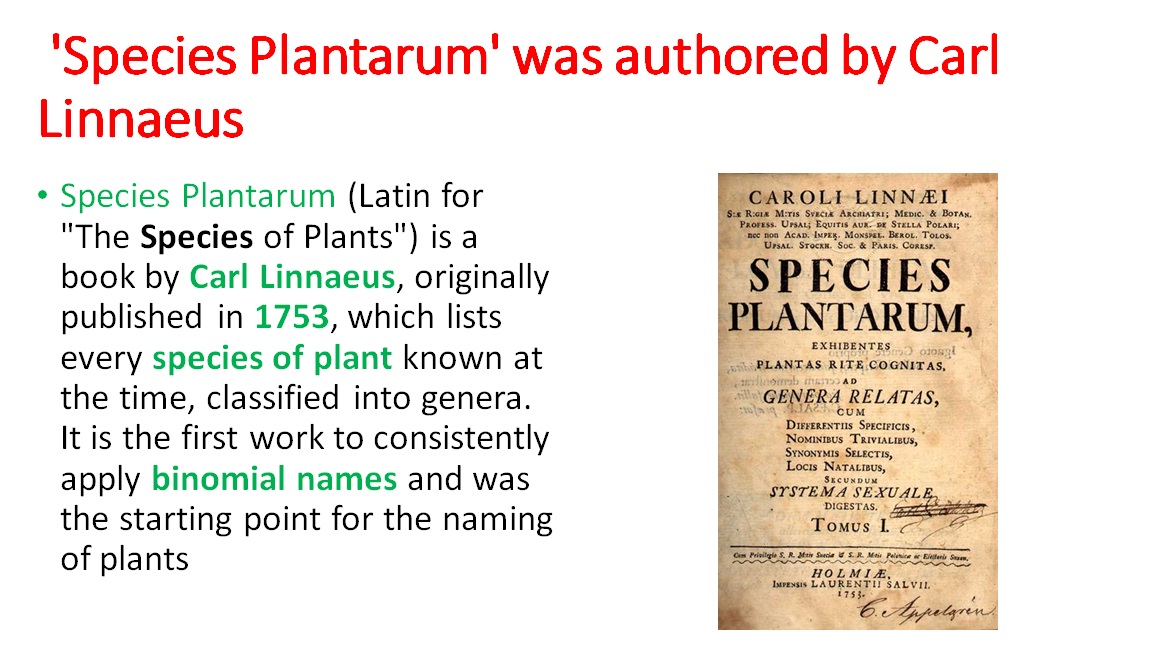 'Species Plantarum' was authored by Carl
Linnaeus
• Species Plantarum (Latin for
"The Species of Plants") is a
book by Carl Linnaeus, originally
published in 1753, which lists
every species of plant known at
the time, classified into genera.
It is the first work to consistently
apply binomial names and was
the starting point for the naming
of plants
CAROLI LINNÆI
S:Æ R:GIÆ M:TIS SVECIÆ ARCHIATRI; MEDIC. & BOTAN.
PROFESS. UPSAL; EQUITIS AUR. DE STELLA POLARI;
nec non ACAD. IMPER. MONSPEL. BEROL. TOLOS.
UPSAL. STOCKH. SOC. & PARIS. CORESP.
SPECIES
PLANTARUM,
EXHIBENTES
PLANTAS RITE COGNITAS,
AD
GENERA RELATAS,
CUM
DIFFERENTIIS SPECIFICIS,
NOMINIBUS TRIVIALIBUS,
SYNONYMIS SELECTIS,
LOCIS NATALIBUS,
SECUNDUM
SYSTEMA SEXUALE
DIGESTAS.
TOMUS I.
Cum Privilegio S. R. M:tis Sueciæ & S. R. M:tis Polonicæ ac Electoris Saxon.
HOLMIÆ,
IMPENSIS LAURENTII SALVII.
1753.
C. Appelgrén